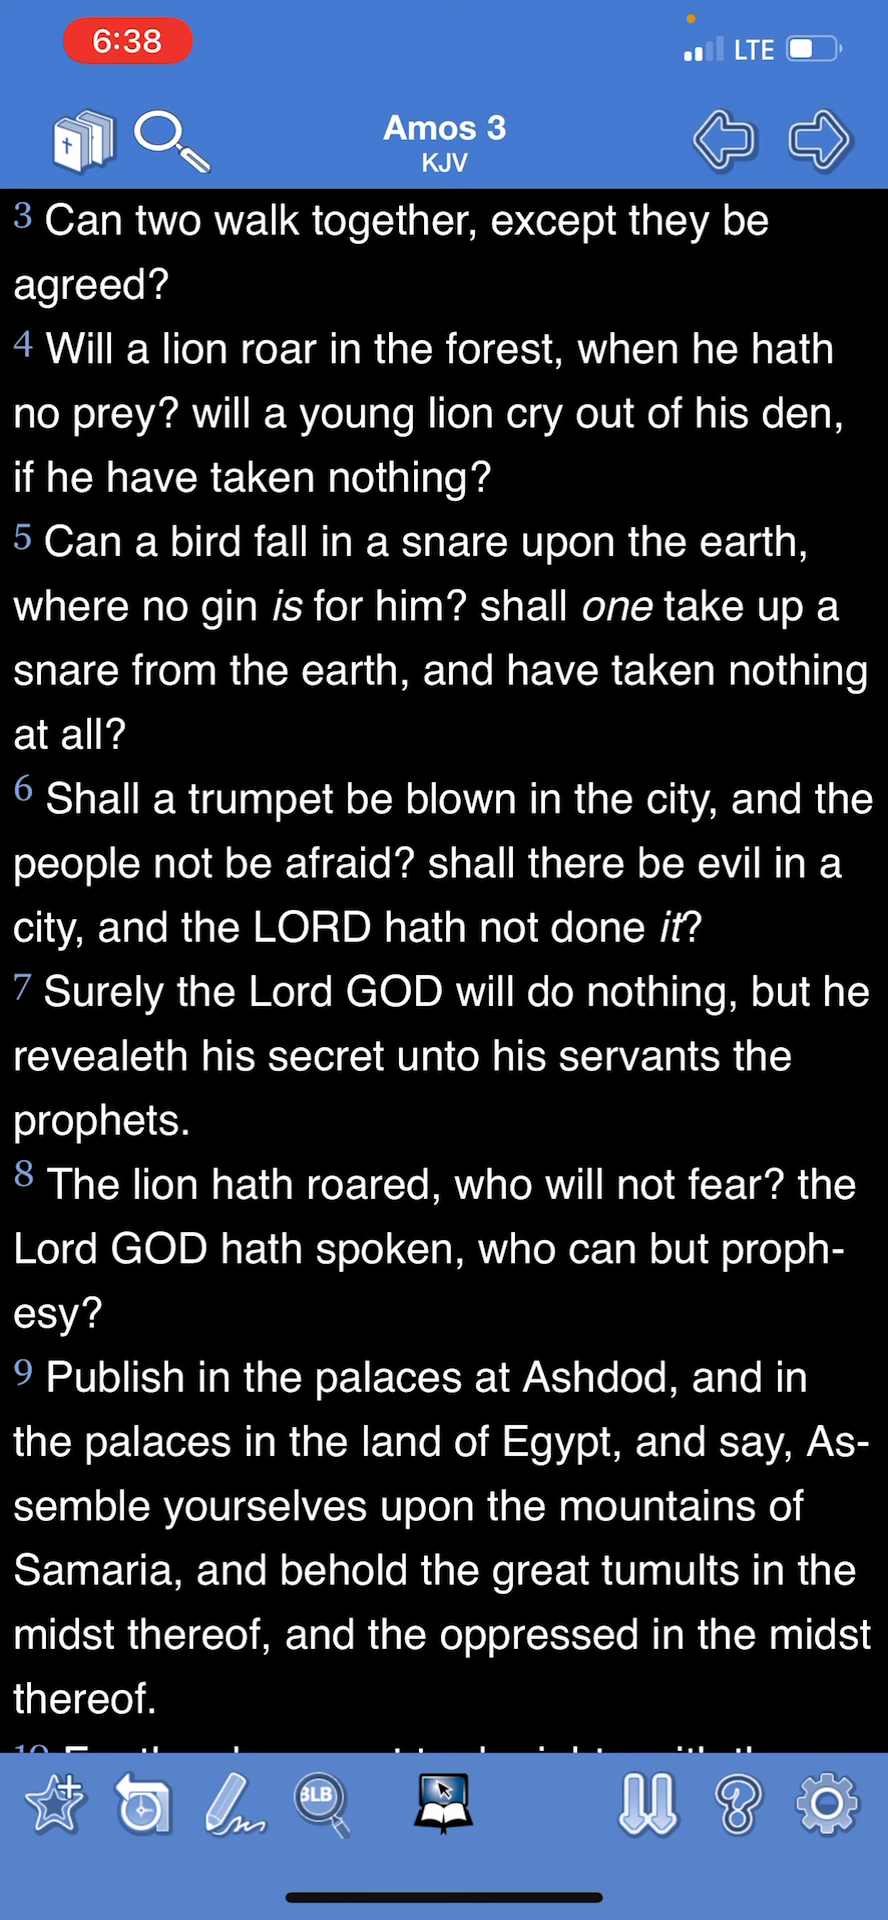 6:38
LTE
Amos 3
KJV
3 Can two walk together, except they be
agreed?
4 Will a lion roar in the forest, when he hath
no prey? will a young lion cry out of his den,
if he have taken nothing?
5 Can a bird fall in a snare upon the earth,
where no gin is for him? shall one take up a
snare from the earth, and have taken nothing
at all?
6 Shall a trumpet be blown in the city, and the
people not be afraid? shall there be evil in a
city, and the LORD hath not done it?
7 Surely the Lord GOD will do nothing, but he
revealeth his secret unto his servants the
prophets.
8 The lion hath roared, who will not fear? the
Lord GOD hath spoken, who can but proph-
esy?
9 Publish in the palaces at Ashdod, and in
the palaces in the land of Egypt, and say, As-
semble yourselves upon the mountains of
Samaria, and behold the great tumults in the
midst thereof, and the oppressed in the midst
thereof.
BLB